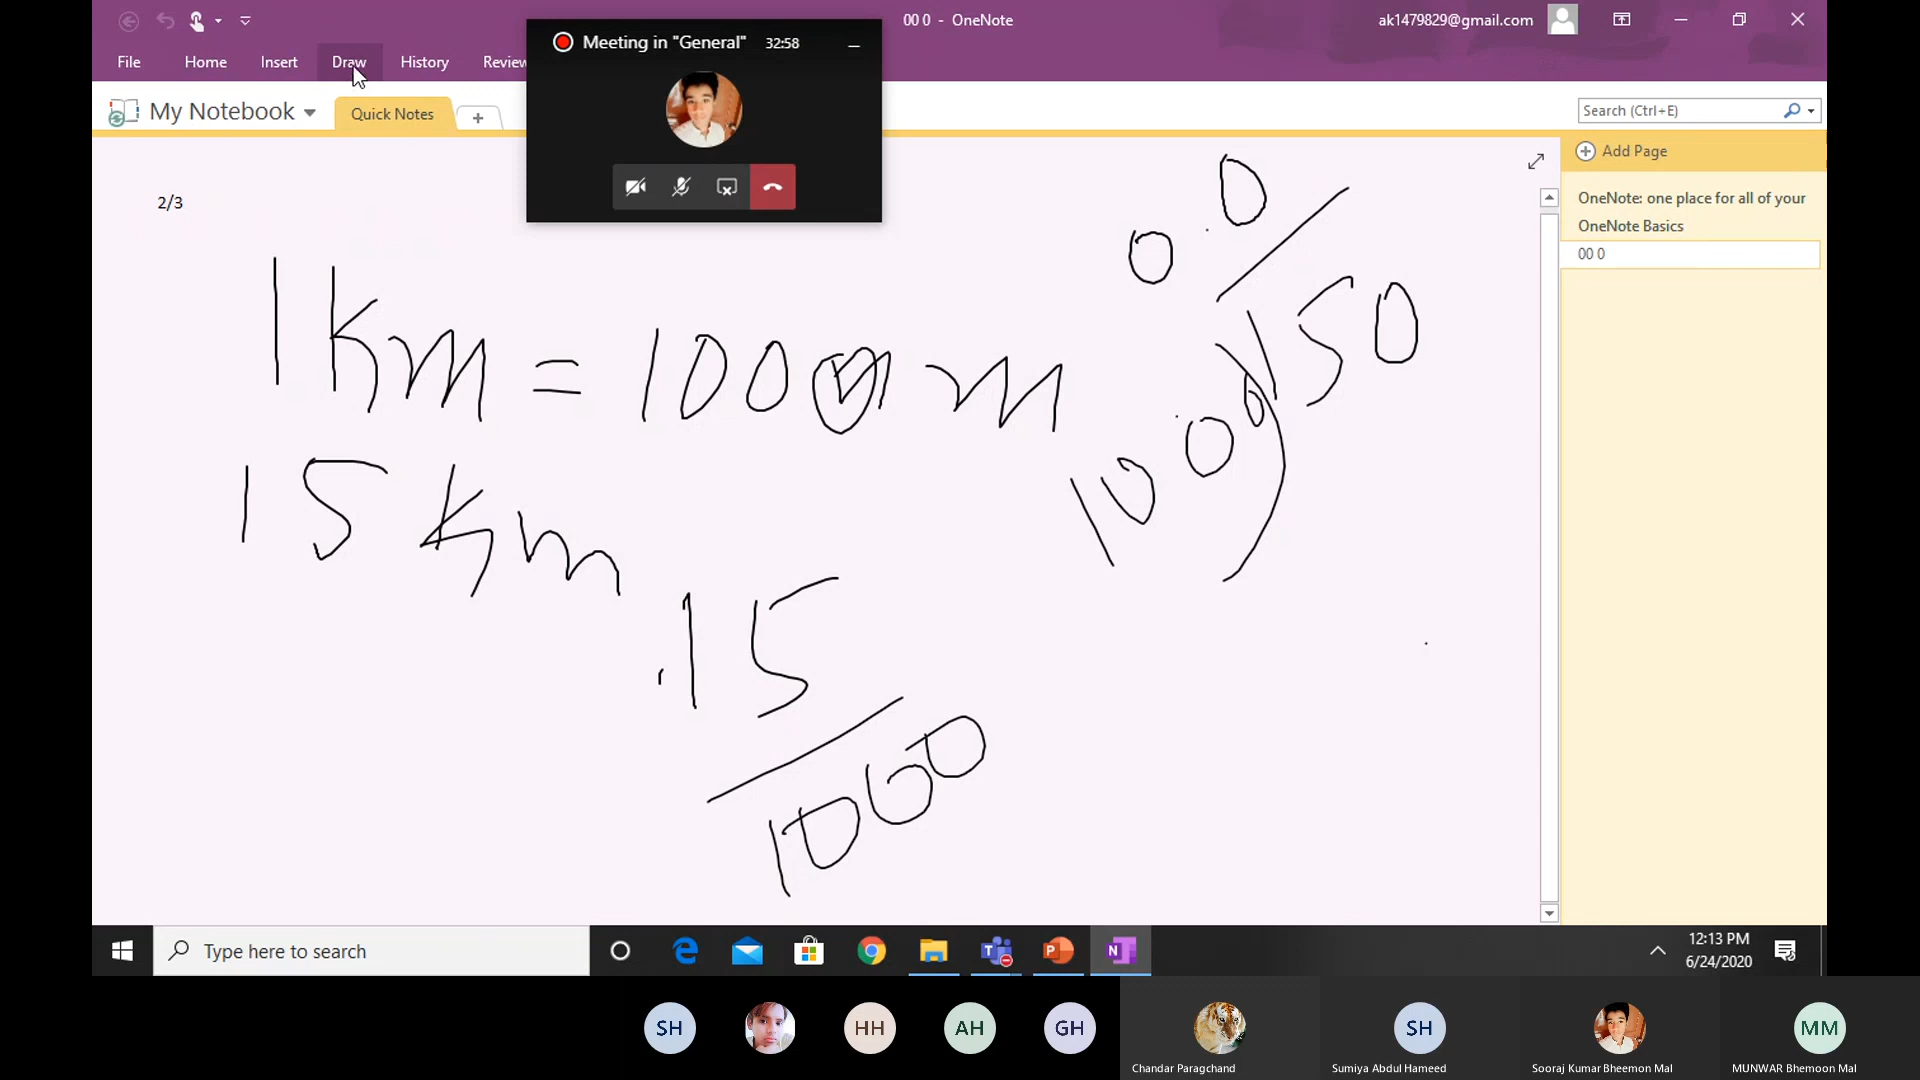 00 0 - OneNote
ak1479829@gmail.com
Meeting in "General" 32:58
File Home Insert Draw History Review
My Notebook
Quick Notes
Search (Ctrl+E)
Add Page
OneNote: one place for all of your
OneNote Basics
00 0
2/3
1km = 1000 m
15 km
.15
1000
0.0
1000)150
Type here to search
12:13 PM
6/24/2020
SH
HH
AH
GH
SH
MM
Chandar Paragchand
Sumiya Abdul Hameed
Sooraj Kumar Bheemon Mal
MUNWAR Bhemoon Mal